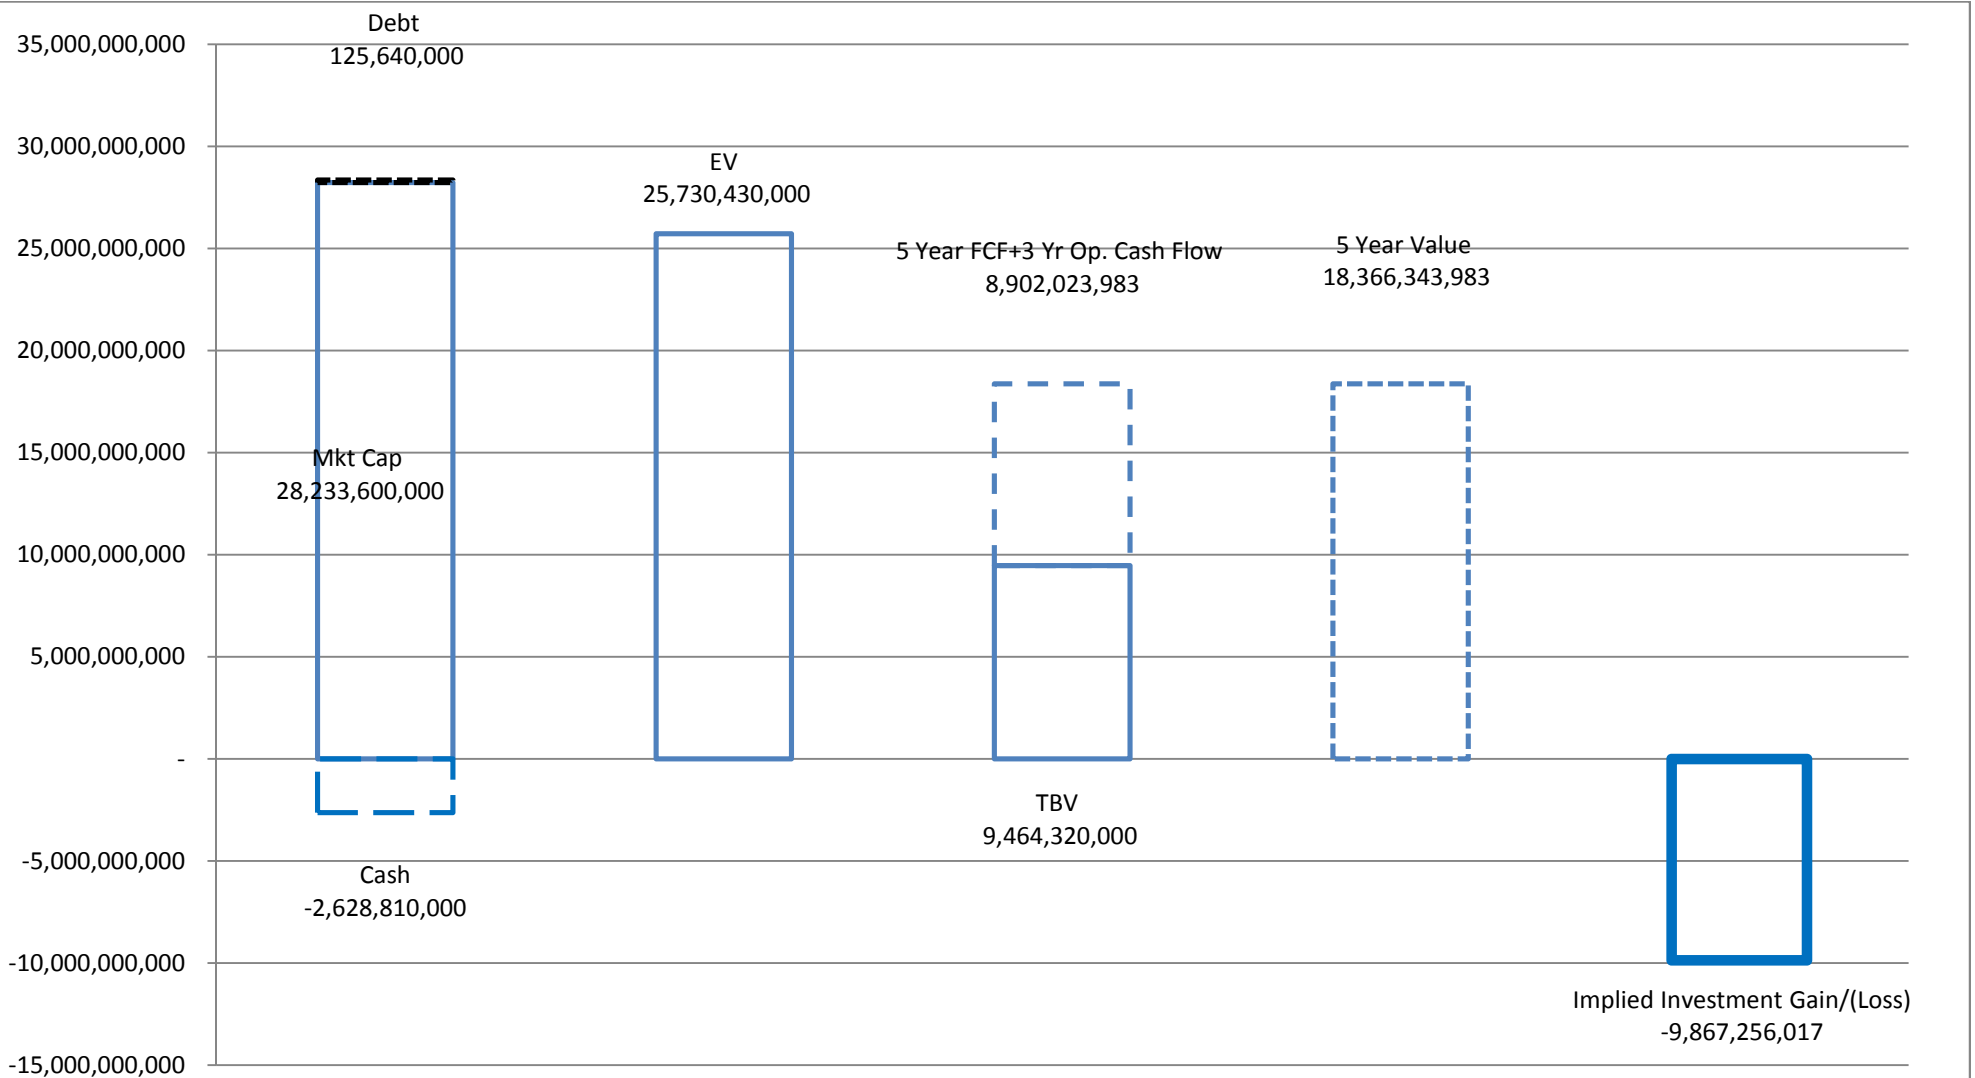 Debt
125,640,000
35,000,000,000
30,000,000,000
EV
25,730,430,000
25,000,000,000
5 Year FCF+3 Yr Op. Cash Flow
8,902,023,983
5 Year Value
18,366,343,983
20,000,000,000
15,000,000,000
Mkt Cap
28,233,600,000
10,000,000,000
5,000,000,000
-
TBV
9,464,320,000
-5,000,000,000
Cash
-2,628,810,000
-10,000,000,000
Implied Investment Gain/(Loss)
-9,867,256,017
-15,000,000,000